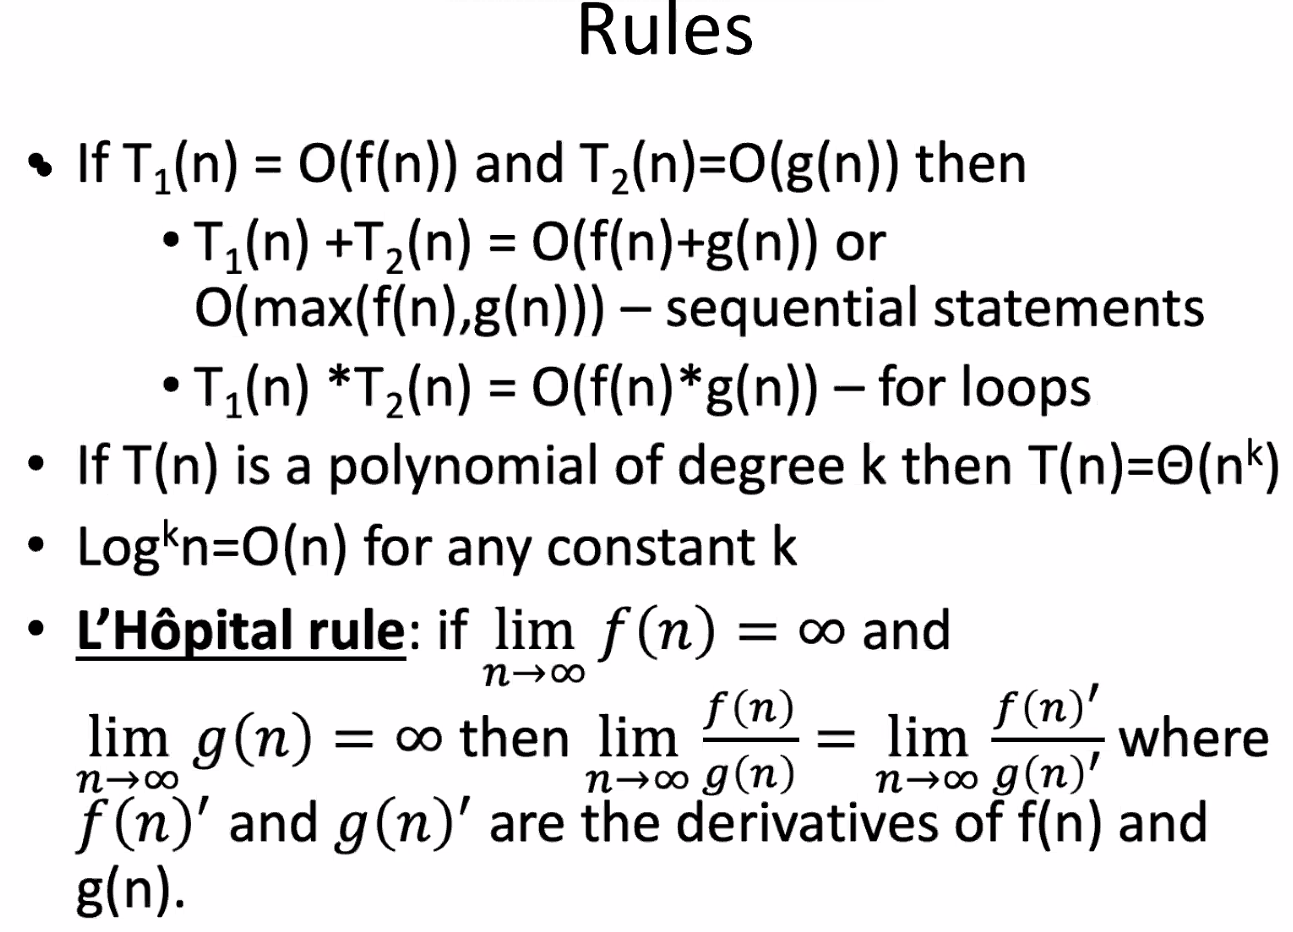 Rules
• If T₁(n) = O(f(n)) and T₂(n)=O(g(n)) then
• T₁(n) +T₂(n) = O(f(n)+g(n)) or
O(max(f(n),g(n))) – sequential statements
• T₁(n) *T₂(n) = O(f(n)*g(n)) – for loops
• If T(n) is a polynomial of degree k then T(n)=Θ(nᵏ)
• Logᵏn=O(n) for any constant k
• L’Hôpital rule: if lim n→∞ f(n) = ∞ and
lim n→∞ g(n) = ∞ then lim n→∞ f(n)/g(n) = lim n→∞ f(n)′/g(n)′ where
f(n)′ and g(n)′ are the derivatives of f(n) and
g(n).